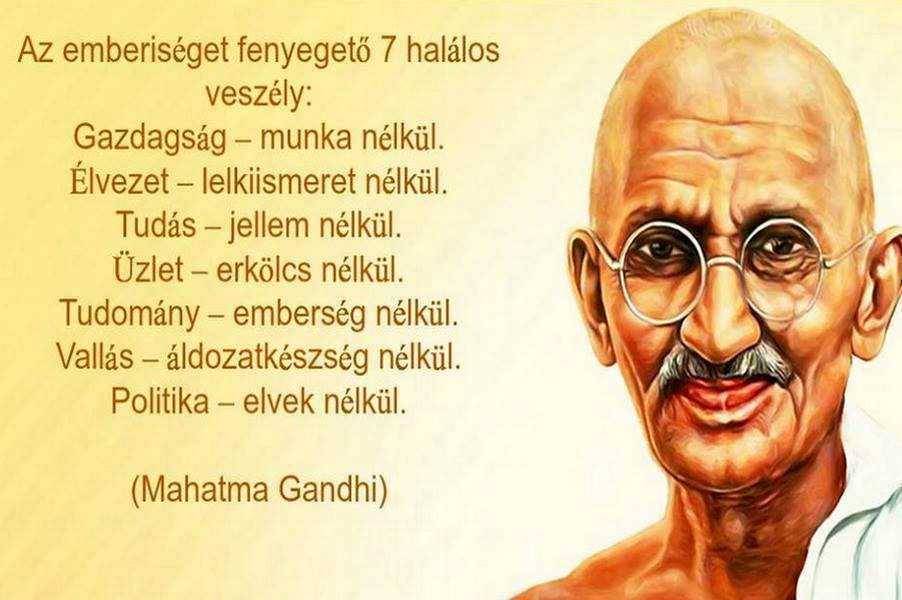 Az emberiséget fenyegető 7 halálos
veszély:
Gazdagság – munka nélkül.
Élvezet – lelkiismeret nélkül.
Tudás – jellem nélkül.
Üzlet – erkölcs nélkül.
Tudomány – emberség nélkül.
Vallás – áldozatkészség nélkül.
Politika – elvek nélkül.
(Mahatma Gandhi)